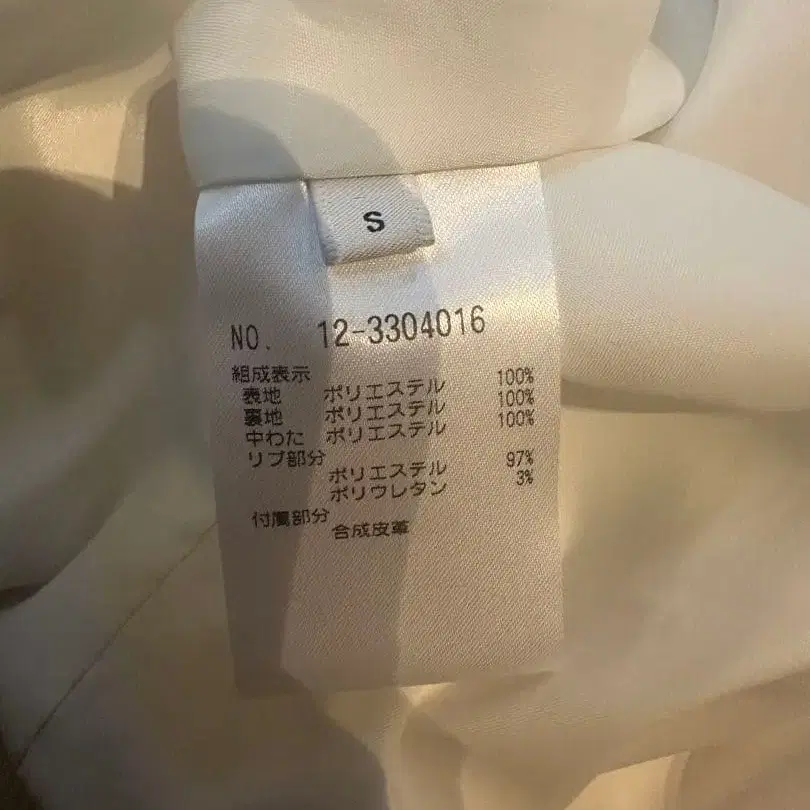 S
NO. 12-3304016
組成表示
表地 ポリエステル 100%
裏地 ポリエステル 100%
中わた ポリエステル 100%
リブ部分
ポリエステル 97%
ポリウレタン 3%
付属部分
合成皮革